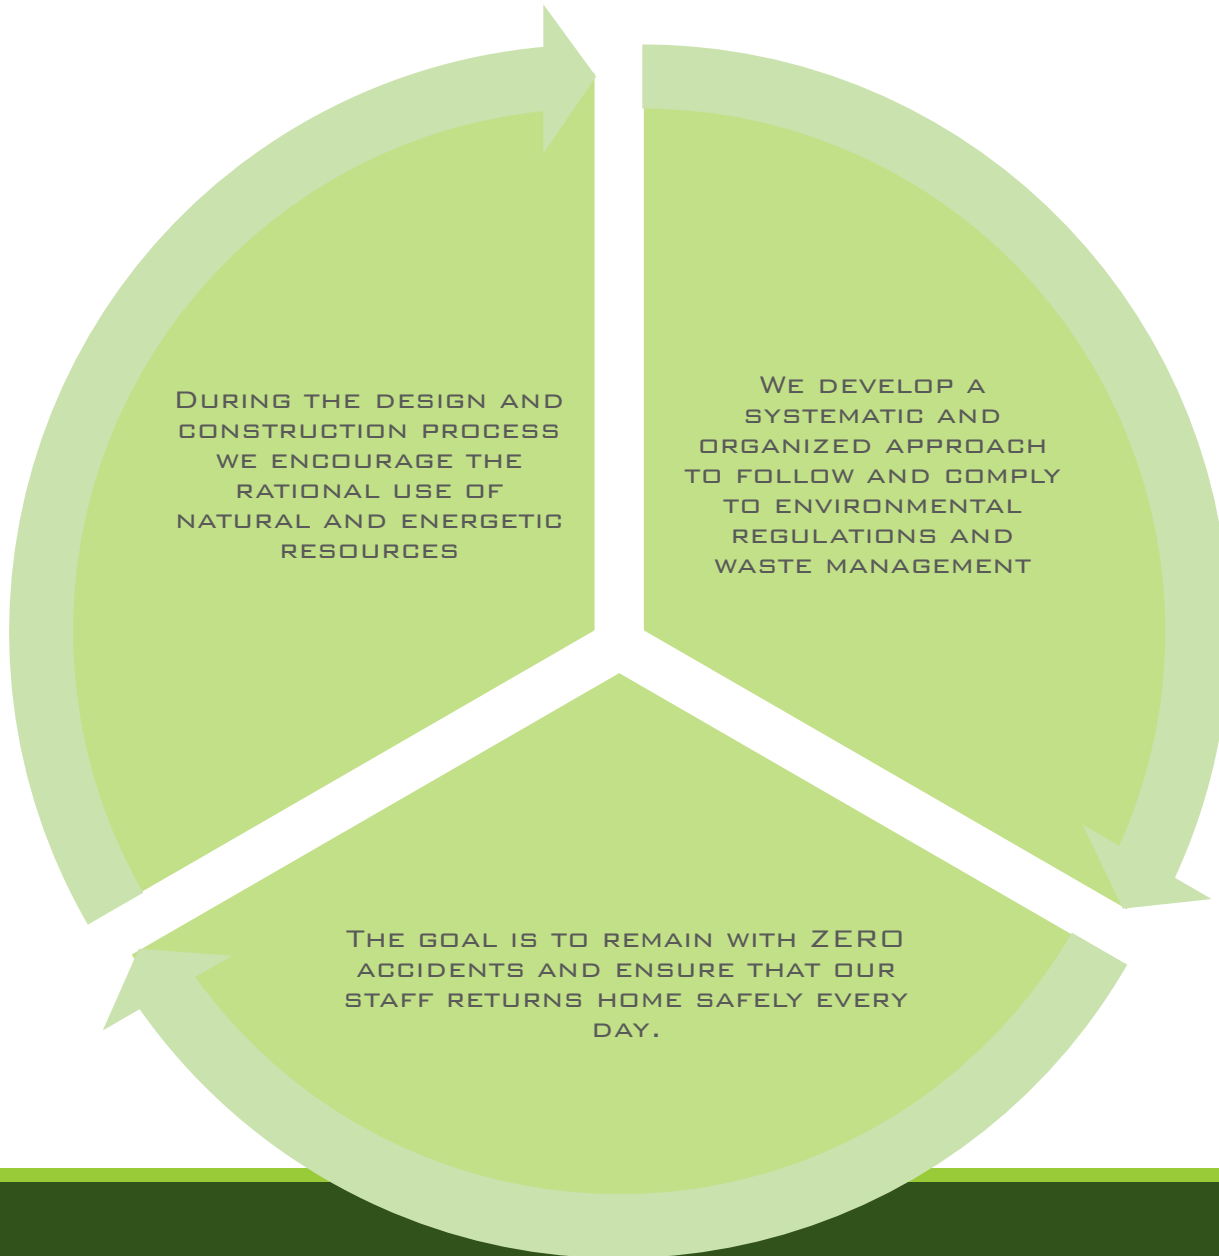 During the design and
construction process
we encourage the
rational use of
natural and energetic
resources
We develop a
systematic and
organized approach
to follow and comply
to environmental
regulations and
waste management
The goal is to remain with ZERO
accidents and ensure that our
staff returns home safely every
day.